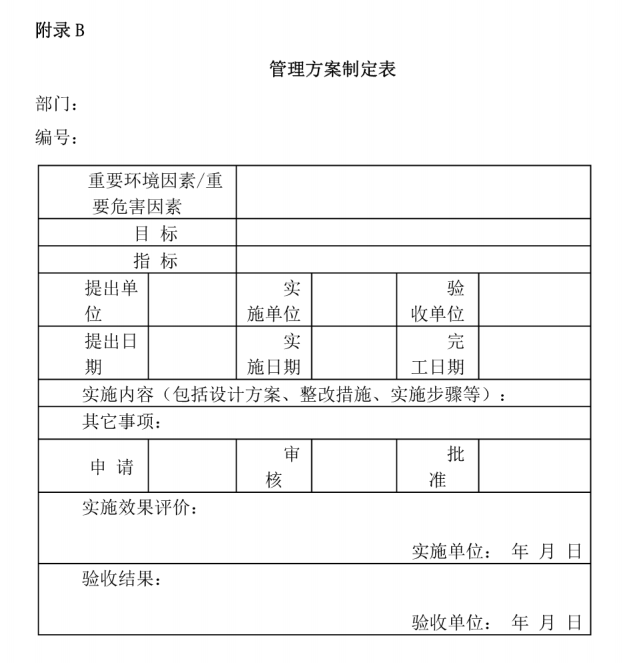 附录 B
管理方案制定表
部门：
编号：
重要环境因素/重
要危害因素
目 标
指 标
提出单 实 验
位 施单位 收单位
提出日 实 完
期 施日期 工日期
实施内容（包括设计方案、整改措施、实施步骤等）：
其它事项：
申 请 审 批
核 准
实施效果评价：
实施单位： 年 月 日
验收结果：
验收单位： 年 月 日